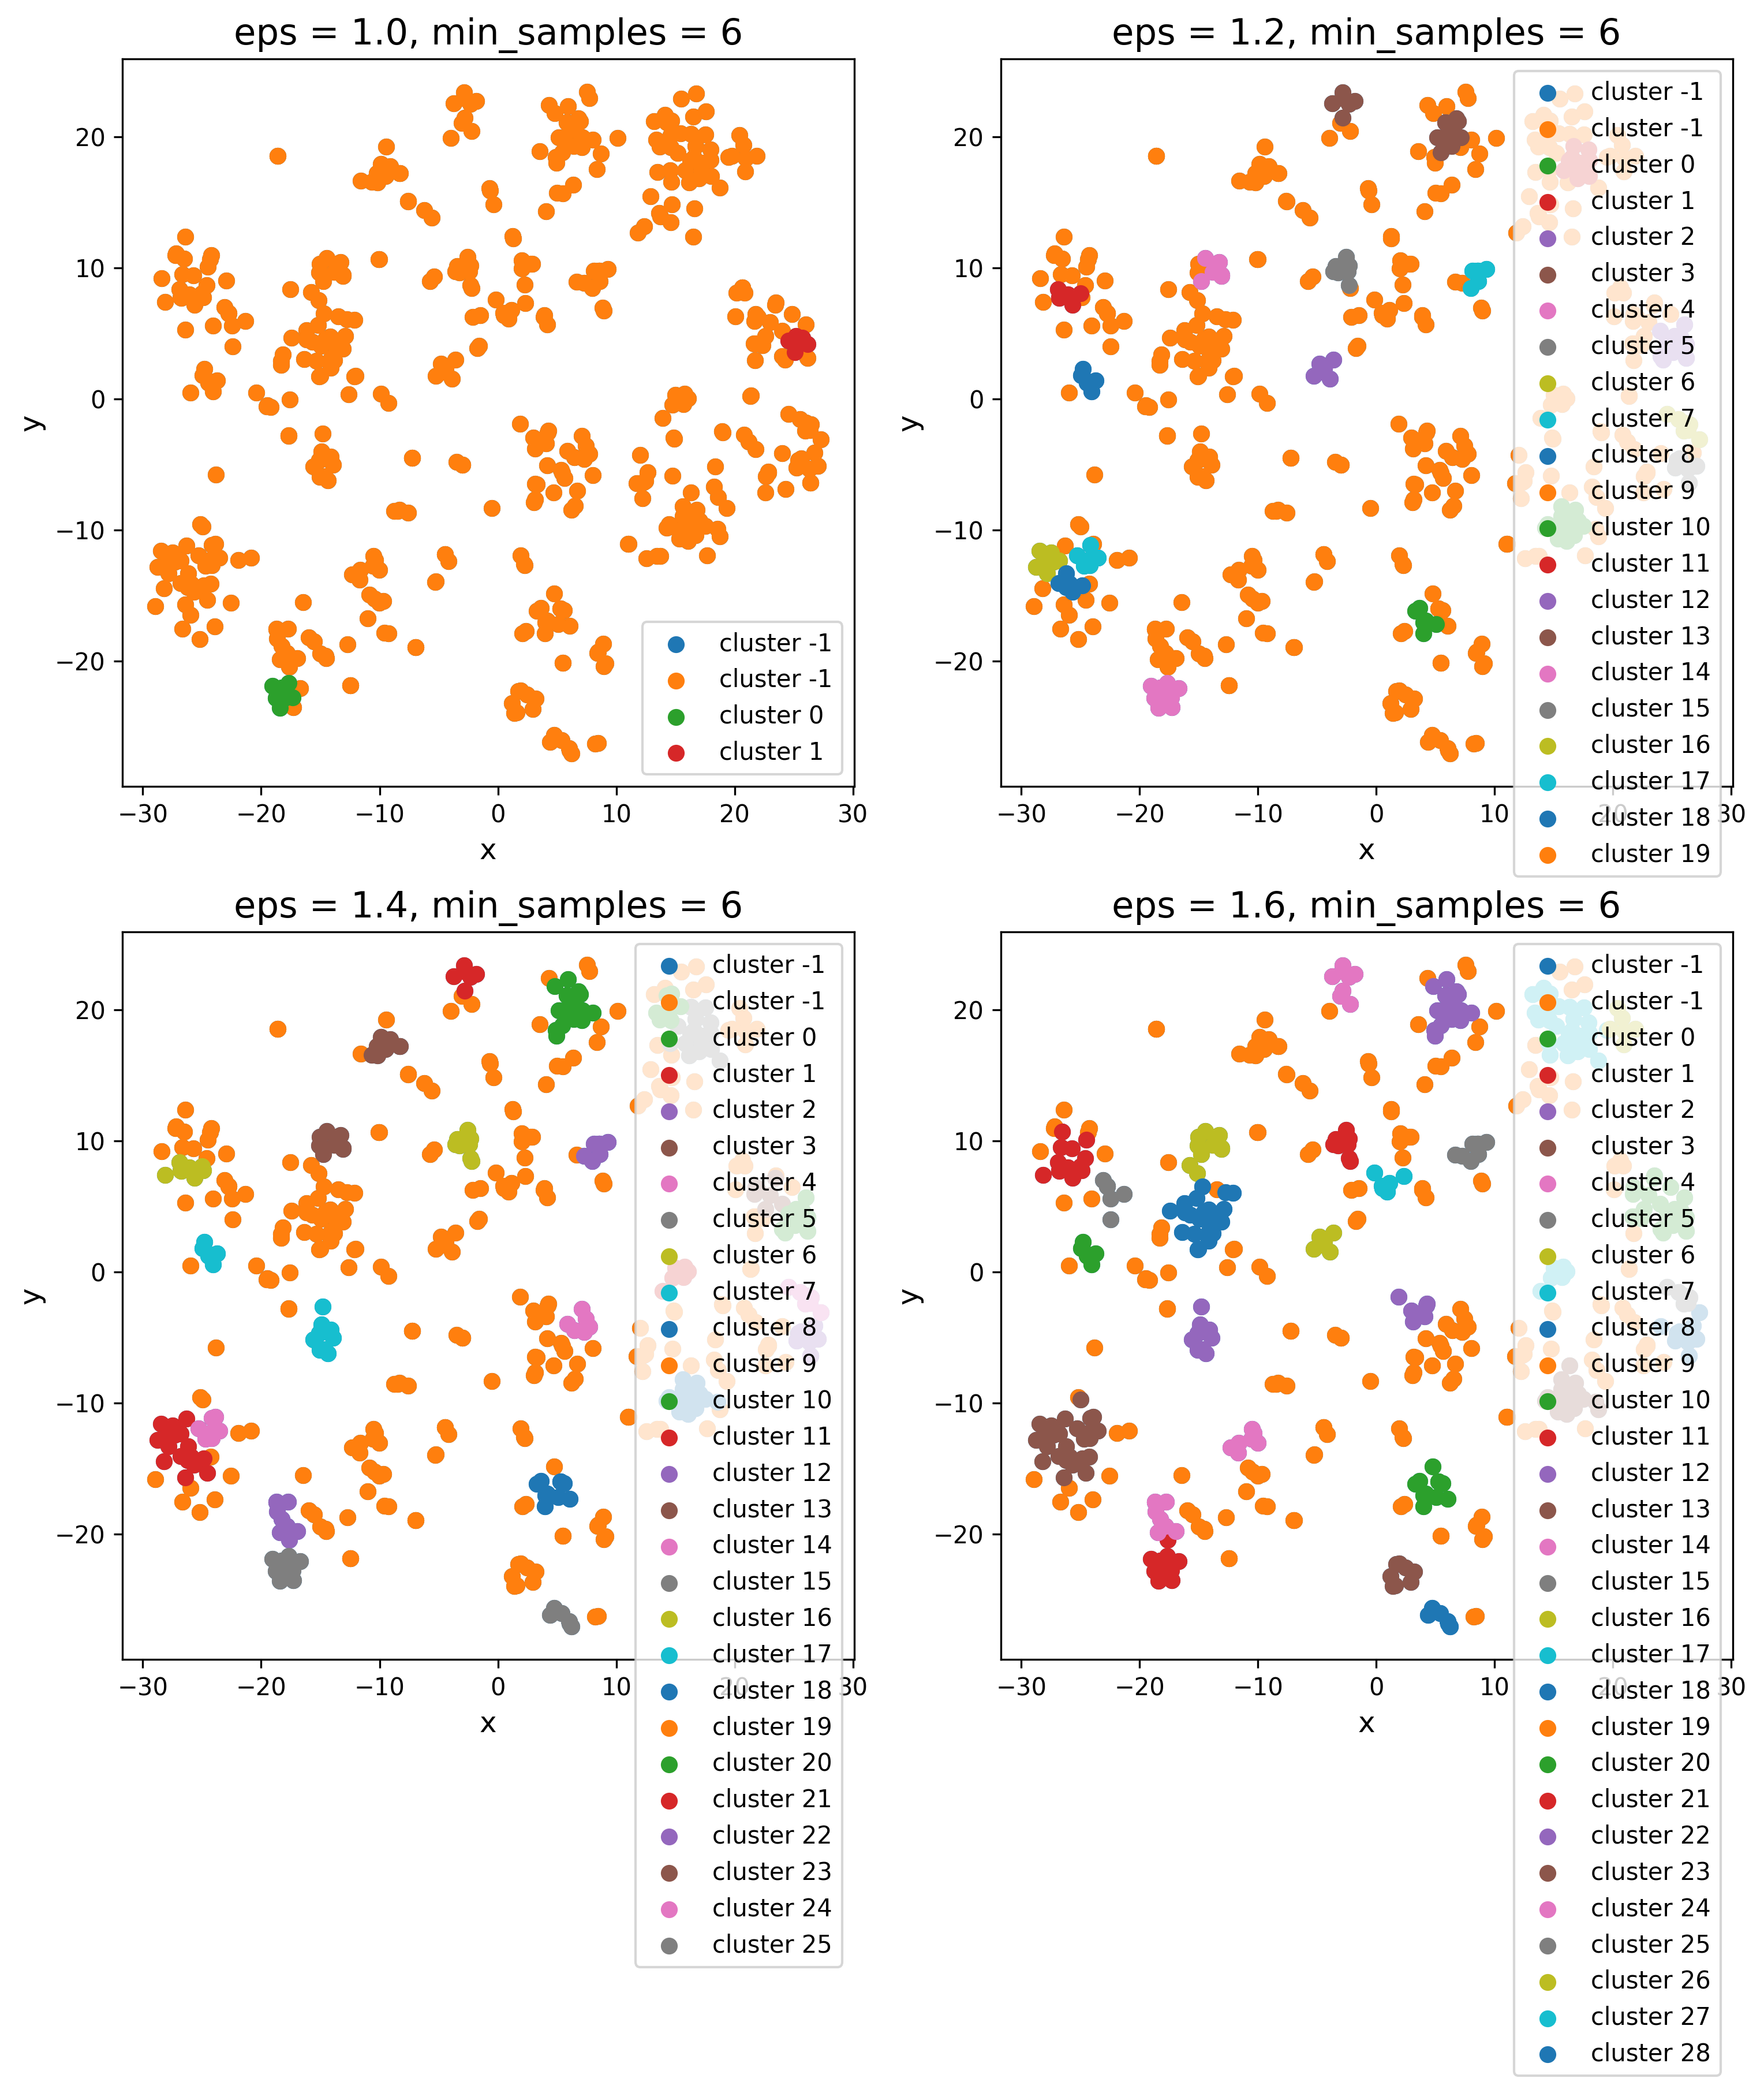 eps = 1.0, min_samples = 6
20
10
0
−10
−20
y
cluster -1
cluster -1
cluster 0
cluster 1
−30 −20 −10 0 10 20 30
x
eps = 1.2, min_samples = 6
20
10
0
−10
−20
y
cluster -1
cluster -1
cluster 0
cluster 1
cluster 2
cluster 3
cluster 4
cluster 5
cluster 6
cluster 7
cluster 8
cluster 9
cluster 10
cluster 11
cluster 12
cluster 13
cluster 14
cluster 15
cluster 16
cluster 17
cluster 18
cluster 19
−30 −20 −10 0 10 20 30
x
eps = 1.4, min_samples = 6
20
10
0
−10
−20
y
cluster -1
cluster -1
cluster 0
cluster 1
cluster 2
cluster 3
cluster 4
cluster 5
cluster 6
cluster 7
cluster 8
cluster 9
cluster 10
cluster 11
cluster 12
cluster 13
cluster 14
cluster 15
cluster 16
cluster 17
cluster 18
cluster 19
cluster 20
cluster 21
cluster 22
cluster 23
cluster 24
cluster 25
−30 −20 −10 0 10 20 30
x
eps = 1.6, min_samples = 6
20
10
0
−10
−20
y
cluster -1
cluster -1
cluster 0
cluster 1
cluster 2
cluster 3
cluster 4
cluster 5
cluster 6
cluster 7
cluster 8
cluster 9
cluster 10
cluster 11
cluster 12
cluster 13
cluster 14
cluster 15
cluster 16
cluster 17
cluster 18
cluster 19
cluster 20
cluster 21
cluster 22
cluster 23
cluster 24
cluster 25
cluster 26
cluster 27
cluster 28
−30 −20 −10 0 10 20 30
x